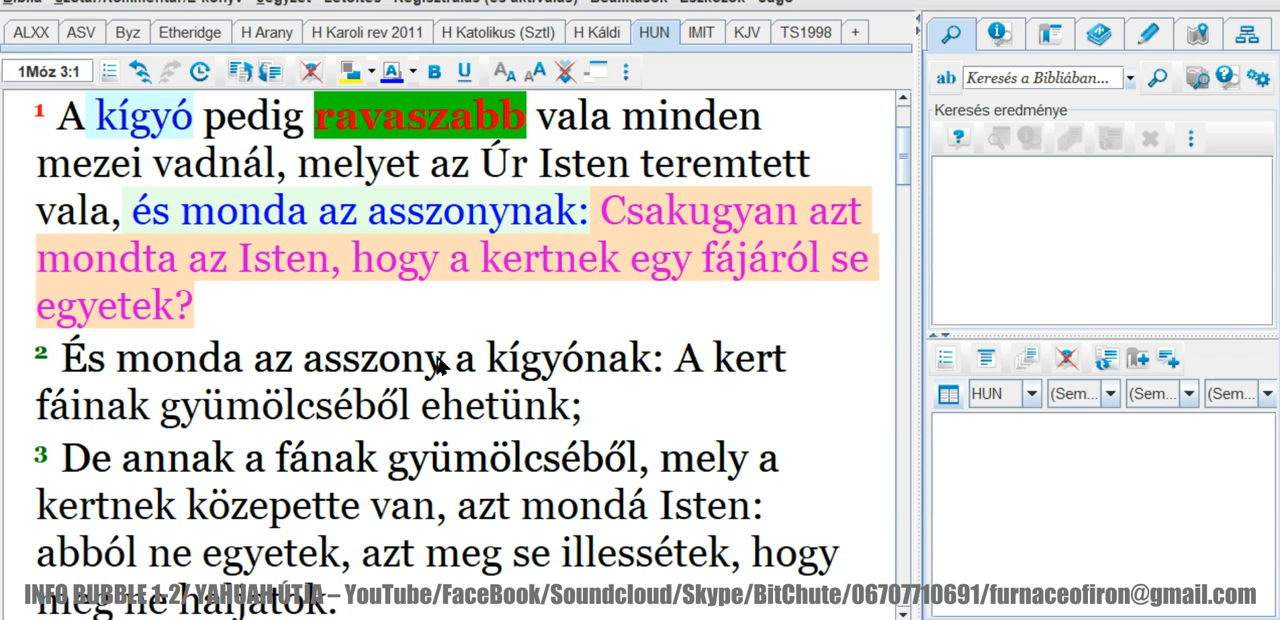 ALXX ASV Byz Etheridge H Arany H Karoli rev 2011 H Katolikus (Sztl) H Káldi HUN IMIT KJV TS1998 +
1Móz 3:1
ab Keresés a Bibliában...
Keresés eredménye
1 A kígyó pedig ravaszabb vala minden
mezei vadnál, melyet az Úr Isten teremtett
vala, és monda az asszonynak: Csakugyan azt
mondta az Isten, hogy a kertnek egy fájáról se
egyetek?
2 És monda az asszony a kígyónak: A kert
fáinak gyümölcséből ehetünk;
3 De annak a fának gyümölcséből, mely a
kertnek közepette van, azt mondá Isten:
abból ne egyetek, azt meg se illessétek, hogy
meg ne haljatok.
HUN (Sem... (Sem... (Sem...
INFO BUBBLE 1-2/ YAHUAH ÚTJA – YouTube/FaceBook/Soundcloud/Skype/BitChute/06707710691/furnaceofiron@gmail.com